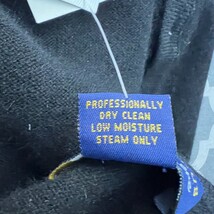 PROFESSIONALLY
DRY CLEAN
LOW MOISTURE
STEAM ONLY